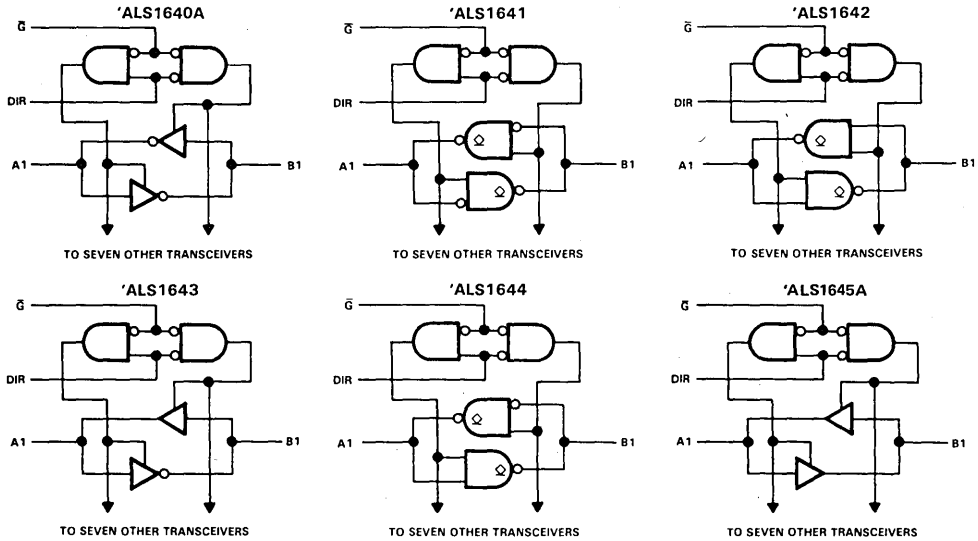 'ALS1640A
G̅
DIR
A1
B1
TO SEVEN OTHER TRANSCEIVERS
'ALS1641
G̅
DIR
A1
B1
TO SEVEN OTHER TRANSCEIVERS
'ALS1642
G̅
DIR
A1
B1
TO SEVEN OTHER TRANSCEIVERS
'ALS1643
G̅
DIR
A1
B1
TO SEVEN OTHER TRANSCEIVERS
'ALS1644
G̅
DIR
A1
B1
TO SEVEN OTHER TRANSCEIVERS
'ALS1645A
G̅
DIR
A1
B1
TO SEVEN OTHER TRANSCEIVERS